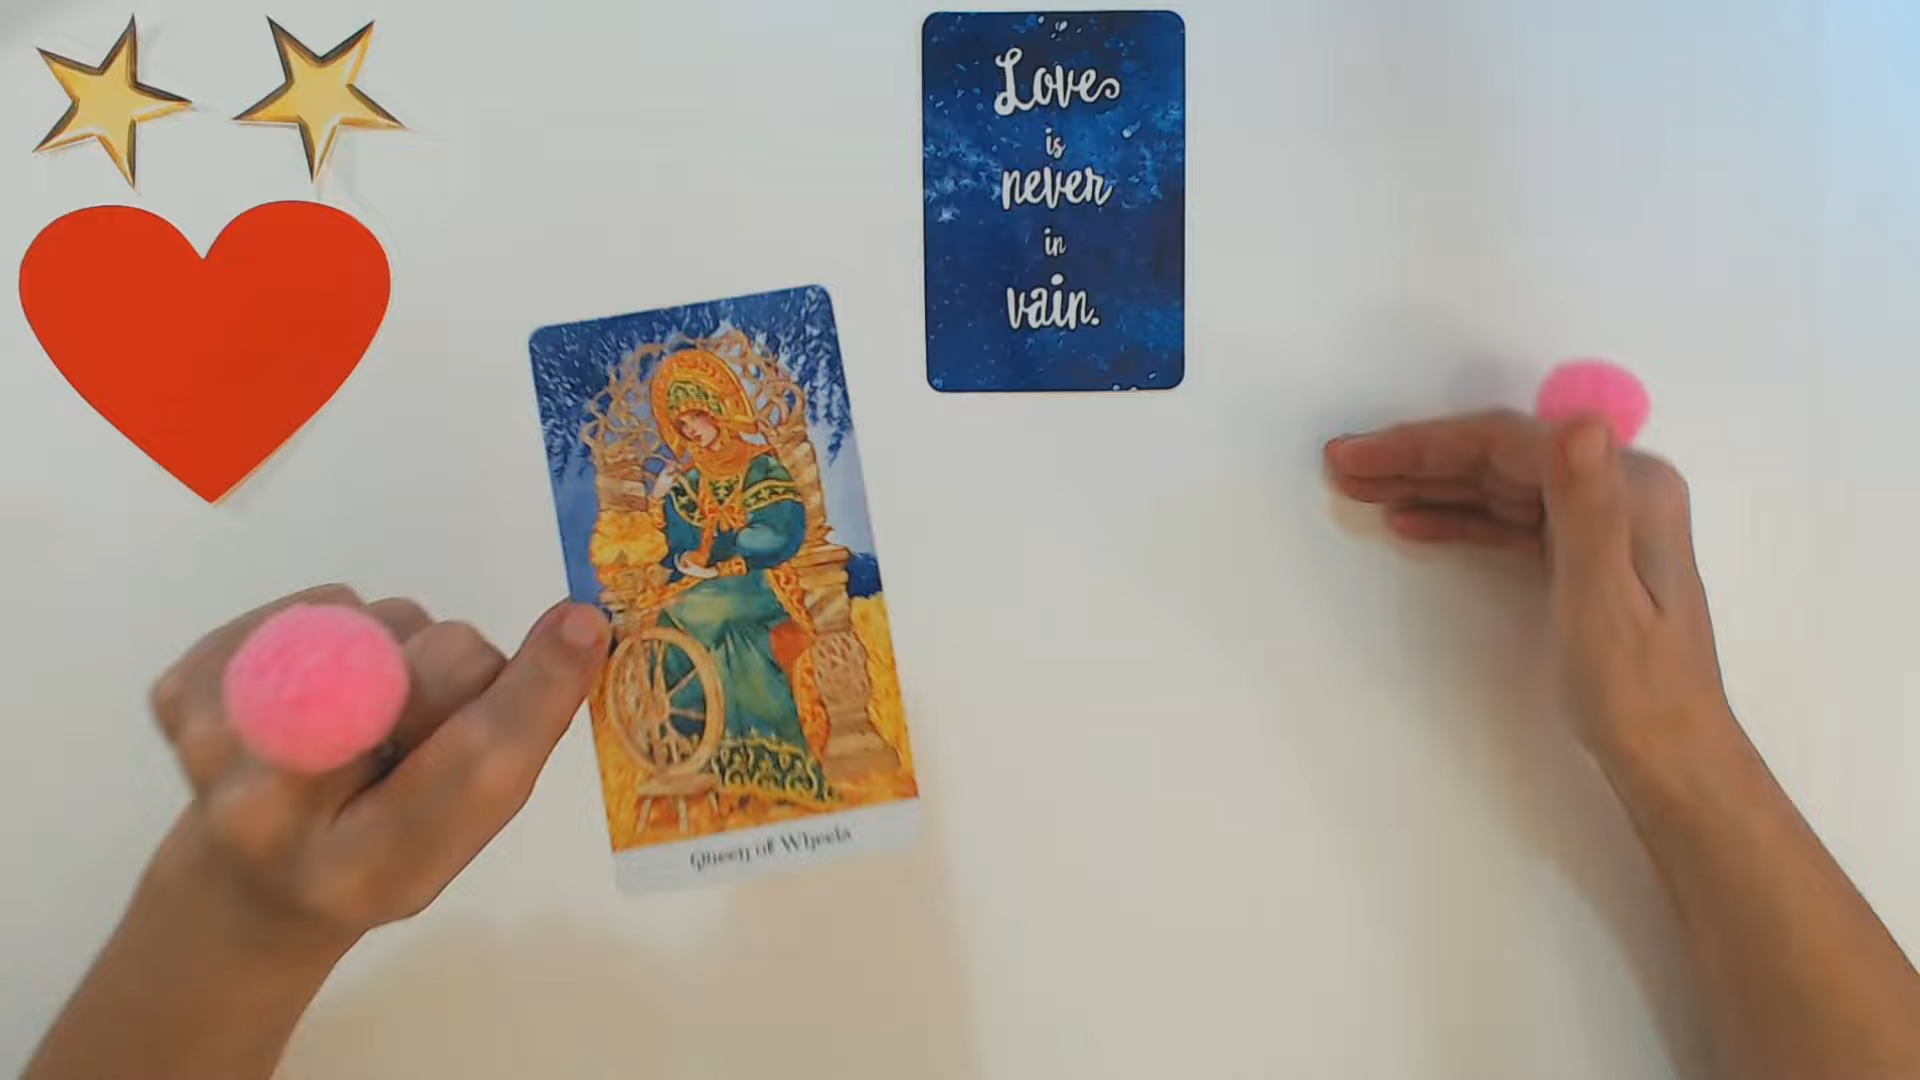 Love
is
never
in
vain.
Queen of Wheels